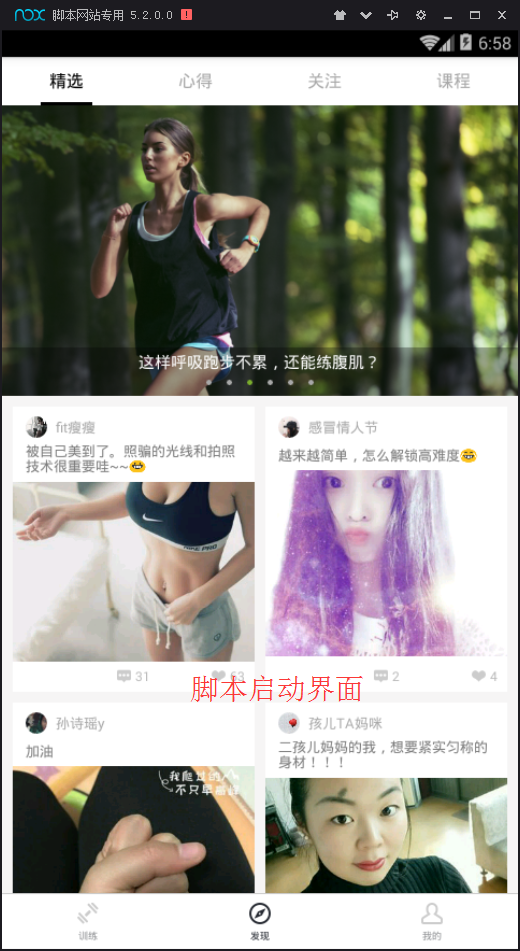 nox 脚本网站专用 5.2.0.0
6:58
精选 心得 关注 课程
这样呼吸跑步不累，还能练腹肌？
fit瘦瘦
被自己美到了。照骗的光线和拍照
技术很重要哇~~
NIKE PRO
31 63
感冒情人节
越来越简单，怎么解锁高难度
2 4
脚本启动界面
孙诗瑶y
加油
我爬过的
不只早高峰
孩儿TA妈咪
二孩儿妈妈的我，想要紧实匀称的
身材！！！
训练 发现 我的